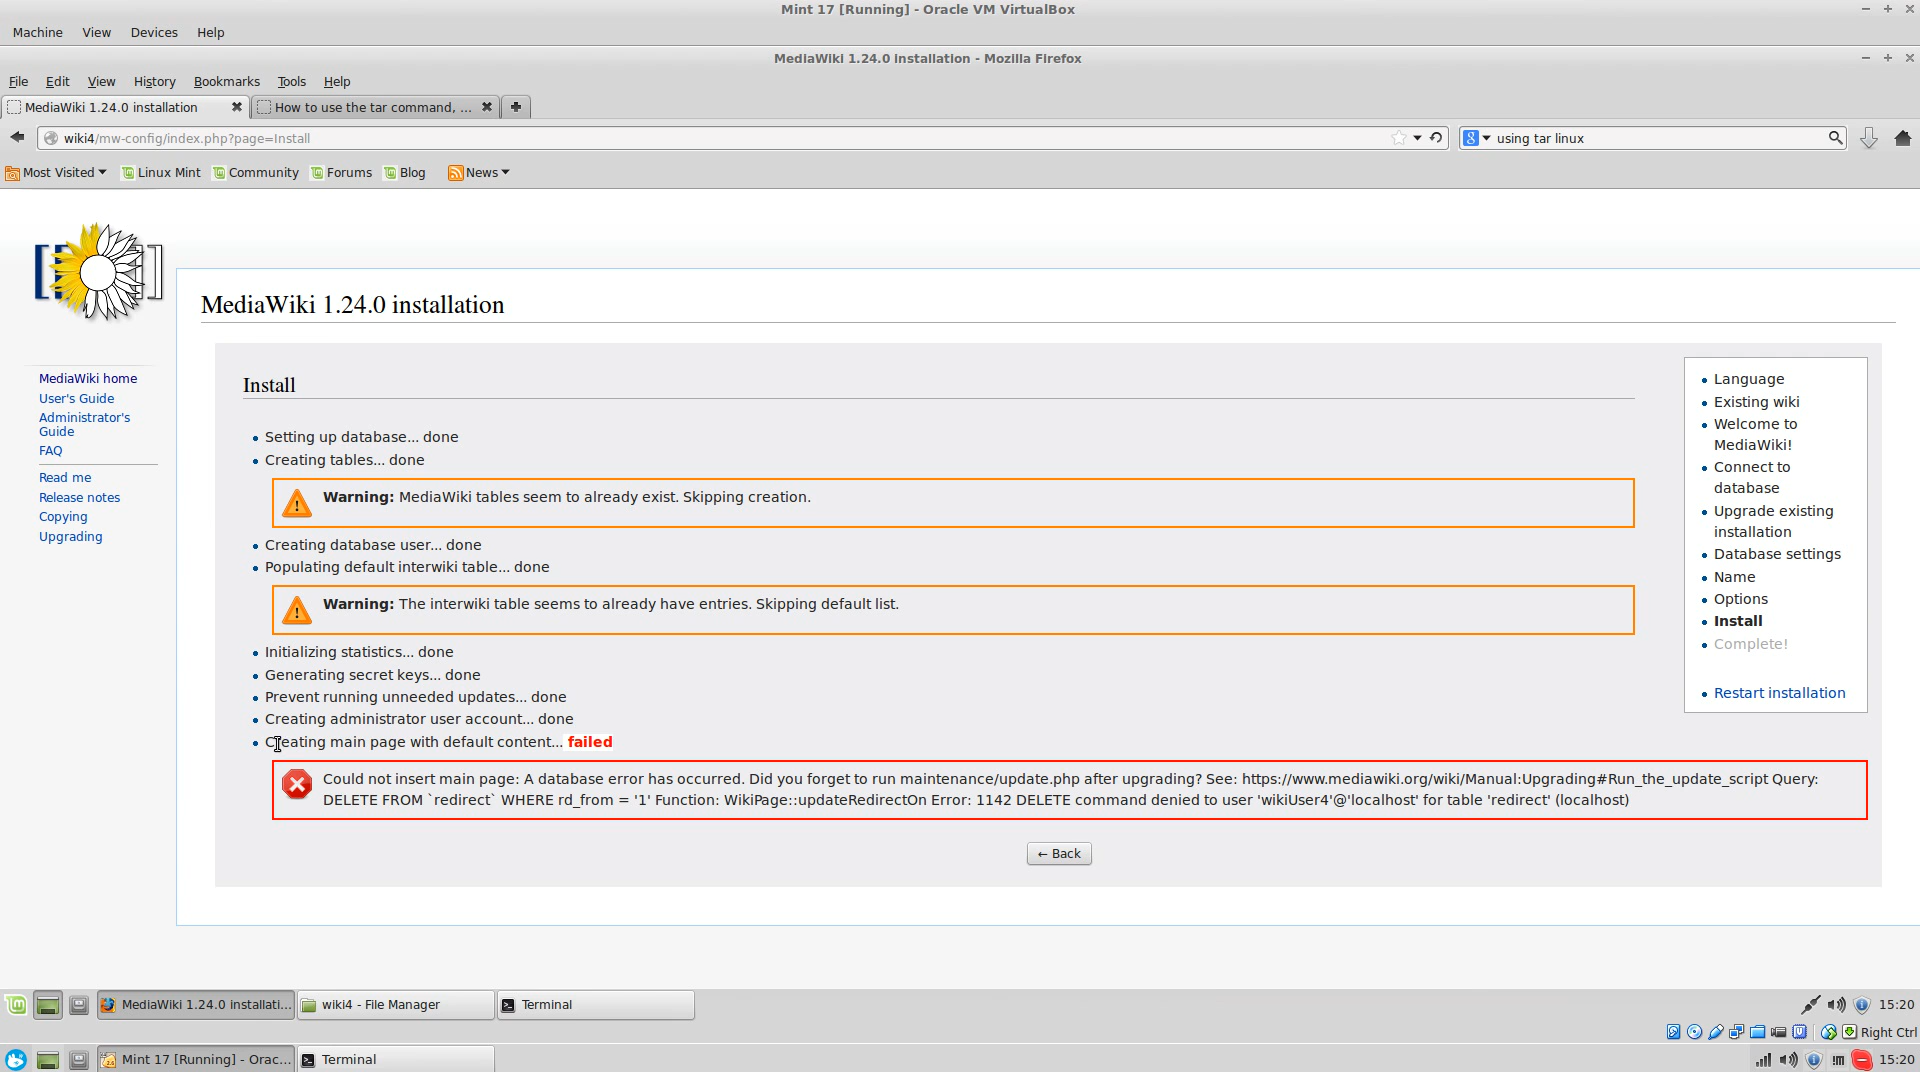 Mint 17 [Running] - Oracle VM VirtualBox
Machine View Devices Help
MediaWiki 1.24.0 installation - Mozilla Firefox
File Edit View History Bookmarks Tools Help
MediaWiki 1.24.0 installation
How to use the tar command, ...
wiki4/mw-config/index.php?page=Install
using tar linux
Most Visited Linux Mint Community Forums Blog News
MediaWiki home
User's Guide
Administrator's
Guide
FAQ
Read me
Release notes
Copying
Upgrading
MediaWiki 1.24.0 installation
Install
Setting up database... done
Creating tables... done
Warning: MediaWiki tables seem to already exist. Skipping creation.
Creating database user... done
Populating default interwiki table... done
Warning: The interwiki table seems to already have entries. Skipping default list.
Initializing statistics... done
Generating secret keys... done
Prevent running unneeded updates... done
Creating administrator user account... done
Creating main page with default content... failed
Could not insert main page: A database error has occurred. Did you forget to run maintenance/update.php after upgrading? See: https://www.mediawiki.org/wiki/Manual:Upgrading#Run_the_update_script Query:
DELETE FROM `redirect` WHERE rd_from = '1' Function: WikiPage::updateRedirectOn Error: 1142 DELETE command denied to user 'wikiUser4'@'localhost' for table 'redirect' (localhost)
← Back
Language
Existing wiki
Welcome to
MediaWiki!
Connect to
database
Upgrade existing
installation
Database settings
Name
Options
Install
Complete!
Restart installation
MediaWiki 1.24.0 installati...
wiki4 - File Manager
Terminal
15:20
Right Ctrl
Mint 17 [Running] - Orac...
Terminal
15:20